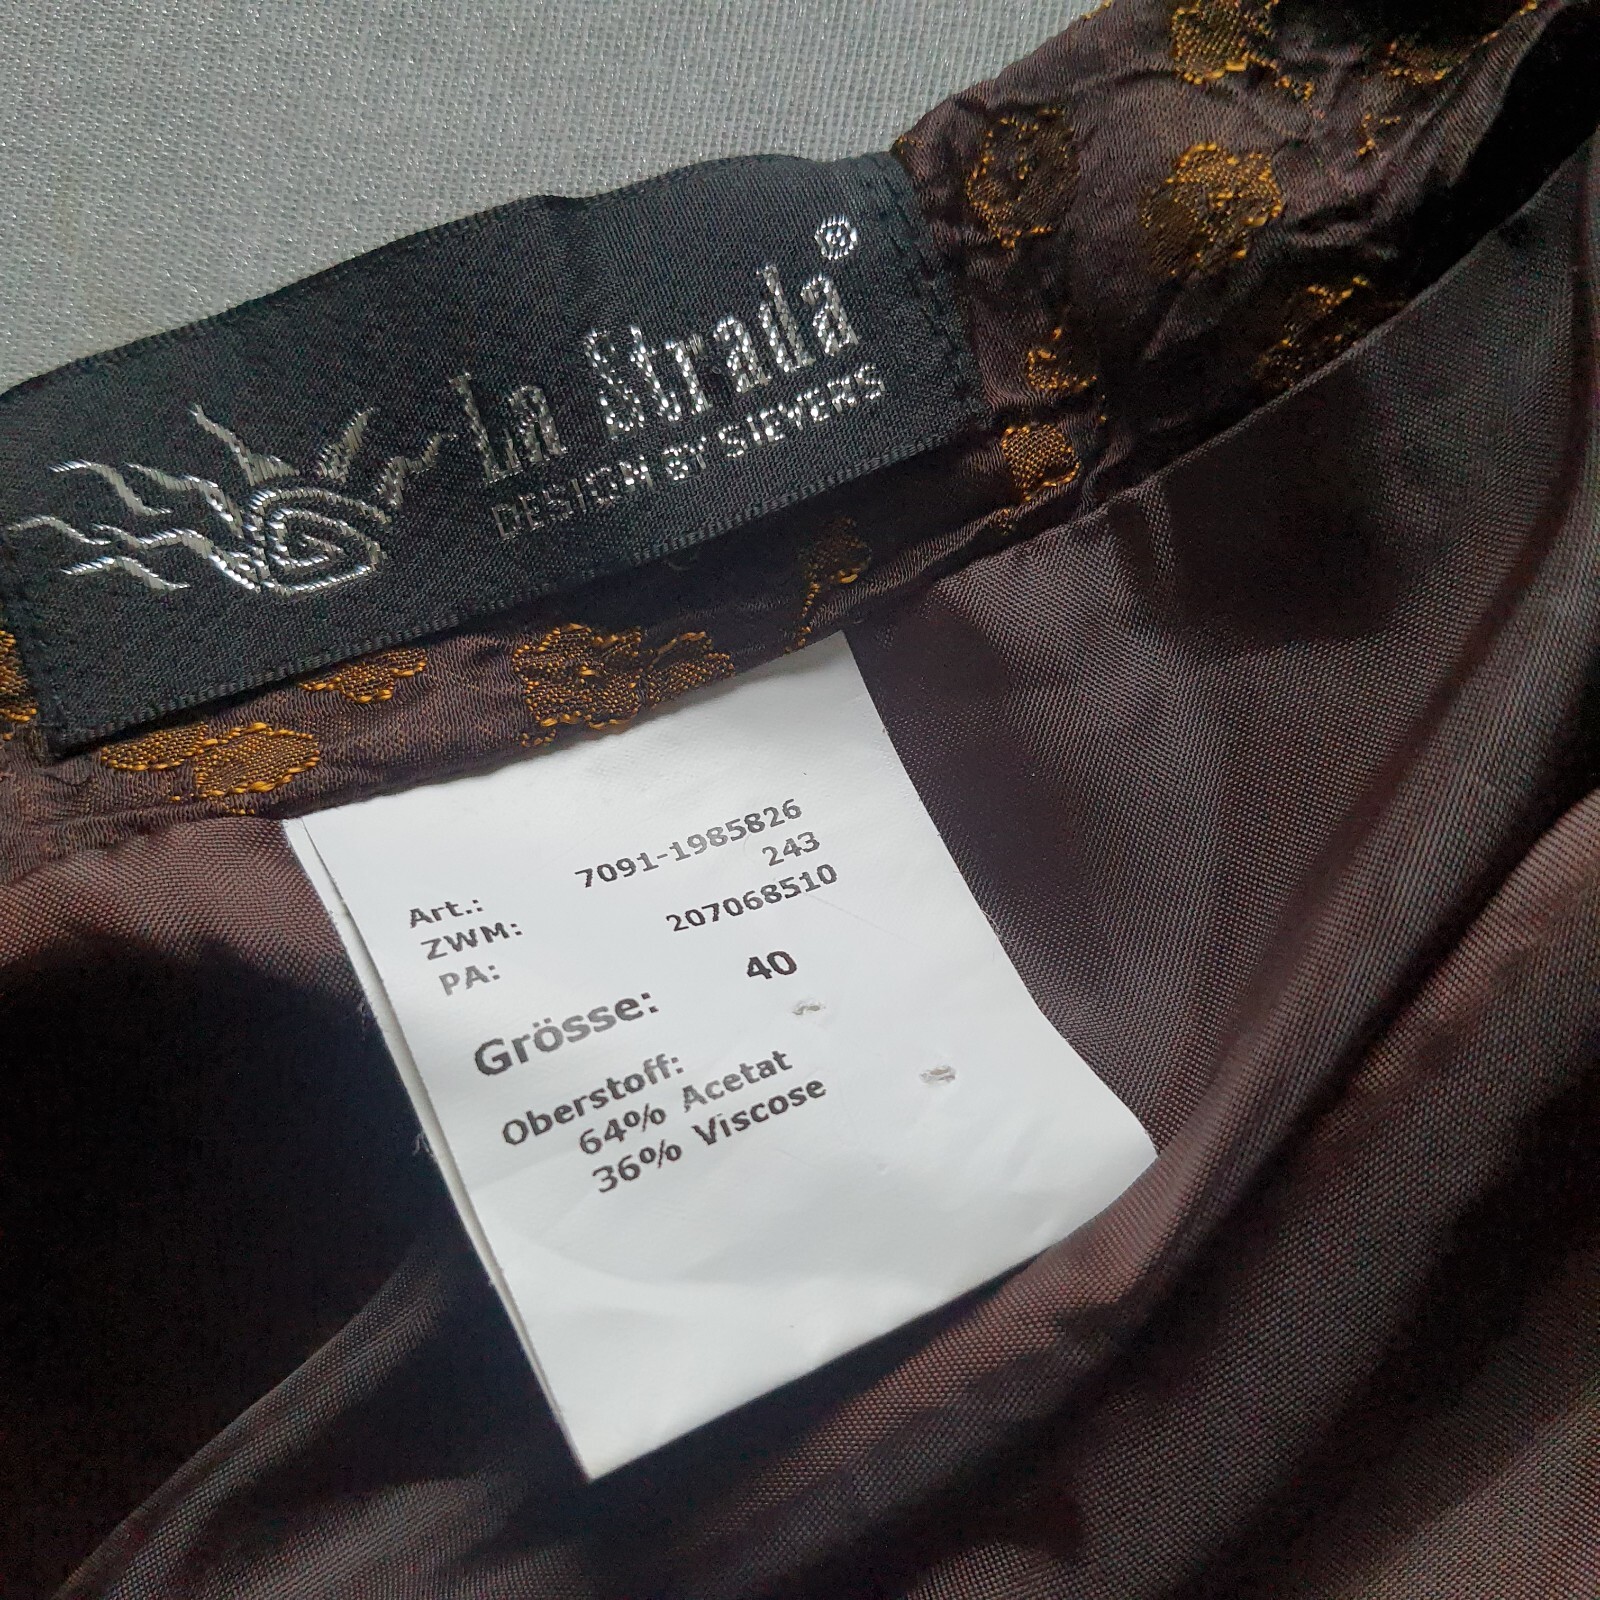 La Strada®
DESIGN BY SIEVERS
Art.: 7091-1985826
ZWM: 243
PA: 207068510
Grösse: 40
Oberstoff:
64% Acetat
36% Viscose